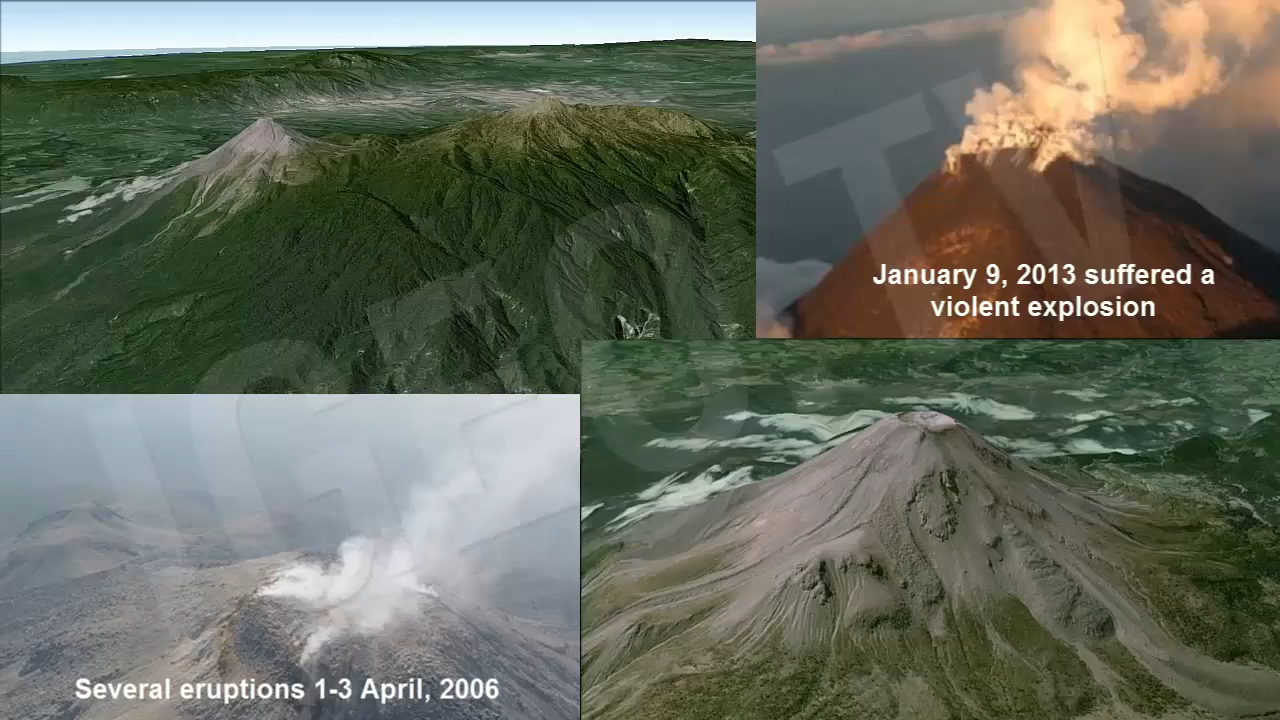 January 9, 2013 suffered a
violent explosion
Several eruptions 1-3 April, 2006